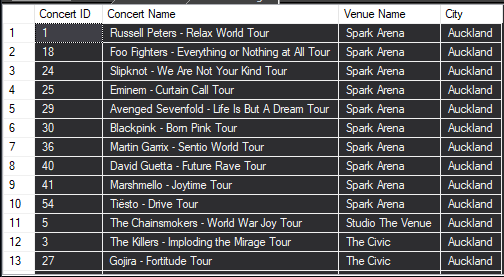 Concert ID Concert Name Venue Name City
1 1 Russell Peters - Relax World Tour Spark Arena Auckland
2 18 Foo Fighters - Everything or Nothing at All Tour Spark Arena Auckland
3 24 Slipknot - We Are Not Your Kind Tour Spark Arena Auckland
4 25 Eminem - Curtain Call Tour Spark Arena Auckland
5 29 Avenged Sevenfold - Life Is But A Dream Tour Spark Arena Auckland
6 30 Blackpink - Born Pink Tour Spark Arena Auckland
7 36 Martin Garrix - Sentio World Tour Spark Arena Auckland
8 40 David Guetta - Future Rave Tour Spark Arena Auckland
9 41 Marshmello - Joytime Tour Spark Arena Auckland
10 54 Tiësto - Drive Tour Spark Arena Auckland
11 5 The Chainsmokers - World War Joy Tour Studio The Venue Auckland
12 3 The Killers - Imploding the Mirage Tour The Civic Auckland
13 27 Gojira - Fortitude Tour The Civic Auckland